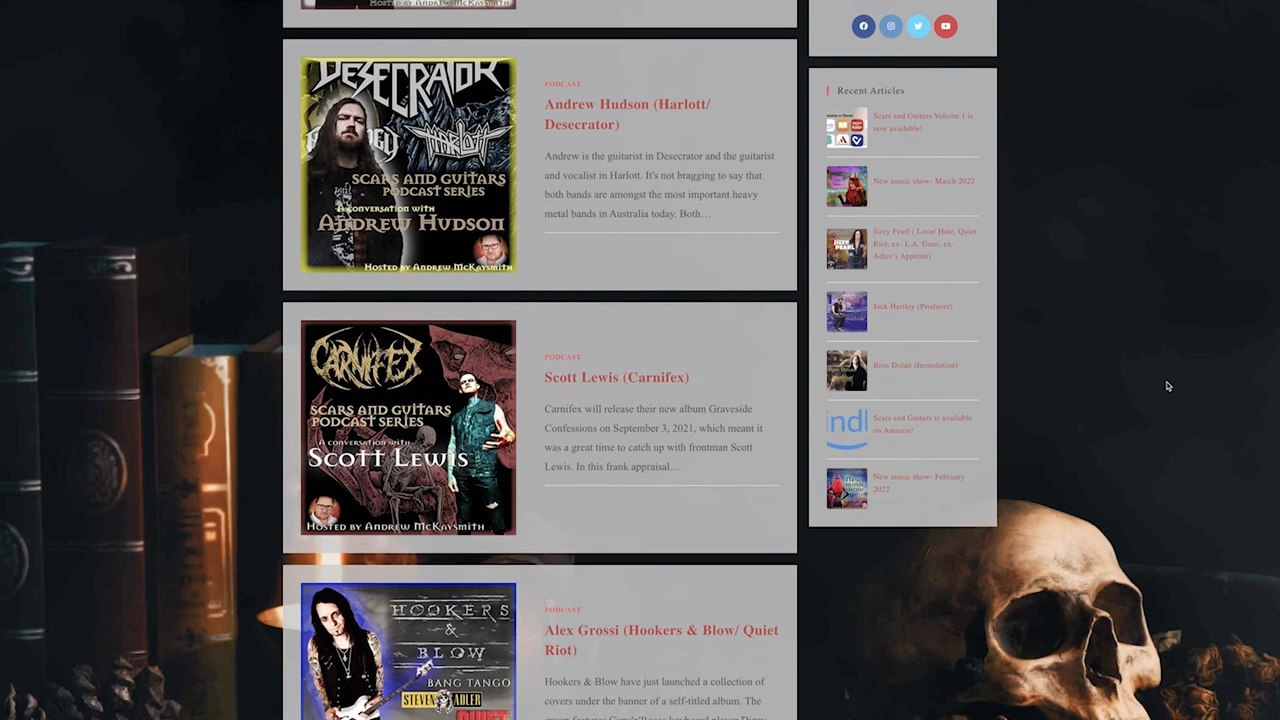 Hosted by Andrew McKaysmith
DESECRATOR
HARLOTT
SCARS AND GUITARS
PODCAST SERIES
A conversation with
Andrew Hudson
Hosted by Andrew McKaysmith
PODCAST
Andrew Hudson (Harlott/
Desecrator)
Andrew is the guitarist in Desecrator and the guitarist
and vocalist in Harlott. It's not bragging to say that
both bands are amongst the most important heavy
metal bands in Australia today. Both…
CARNIFEX
SCARS AND GUITARS
PODCAST SERIES
A conversation with
Scott Lewis
Hosted by Andrew McKaysmith
PODCAST
Scott Lewis (Carnifex)
Carnifex will release their new album Graveside
Confessions on September 3, 2021, which meant it
was a great time to catch up with frontman Scott
Lewis. In this frank appraisal…
HOOKERS
&
BLOW
BANG TANGO
STEVEN ADLER
QUIET
PODCAST
Alex Grossi (Hookers & Blow/ Quiet
Riot)
Hookers & Blow have just launched a collection of
covers under the banner of a self-titled album. The
Recent Articles
Scars and Guitars Volume 1 is
now available!
New music show- March 2022
JIZZY
PEARL
Jizzy Pearl ( Love/ Hate, Quiet
Riot, ex- L.A. Guns, ex-
Adler's Appetite)
Jack Hartley (Producer)
Ross Dolan (Immolation)
indl
Scars and Guitars is available
on Amazon!
New music show- February
2022